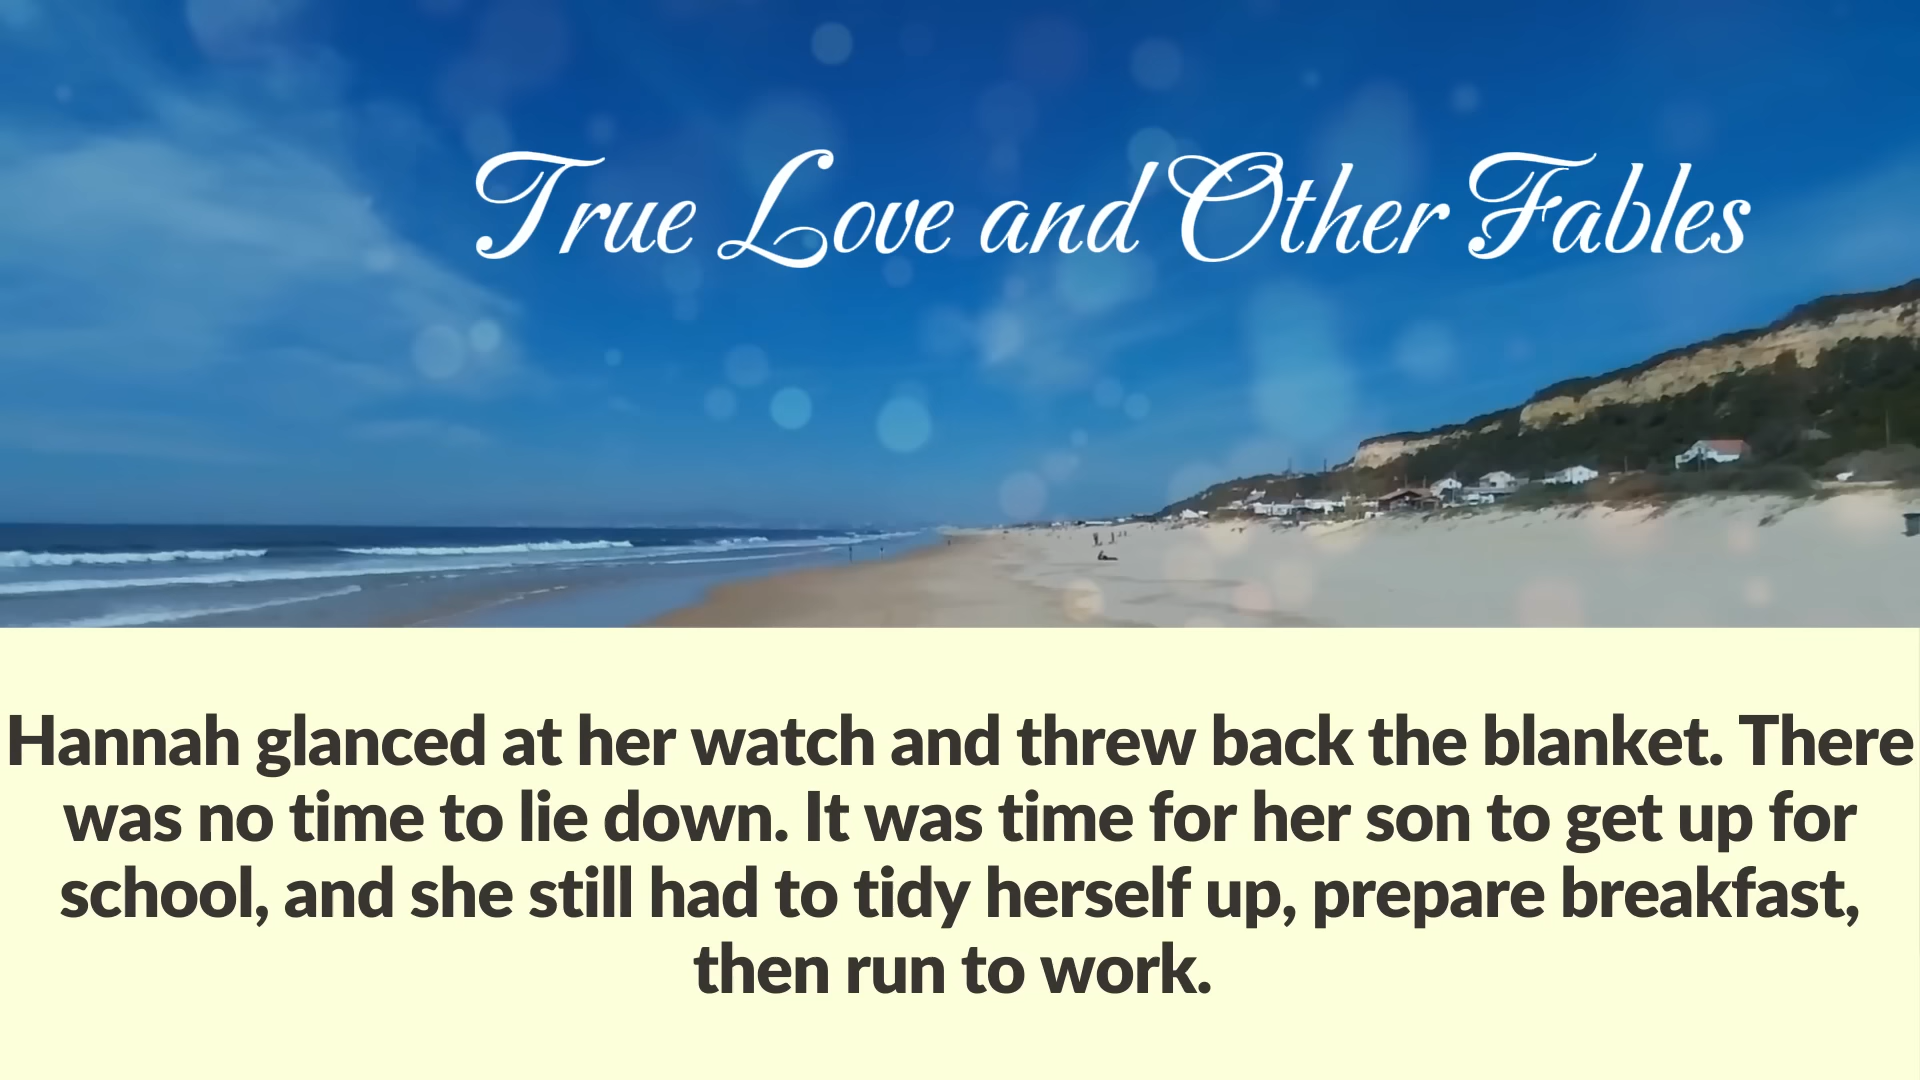 True Love and Other Fables
Hannah glanced at her watch and threw back the blanket. There
was no time to lie down. It was time for her son to get up for
school, and she still had to tidy herself up, prepare breakfast,
then run to work.